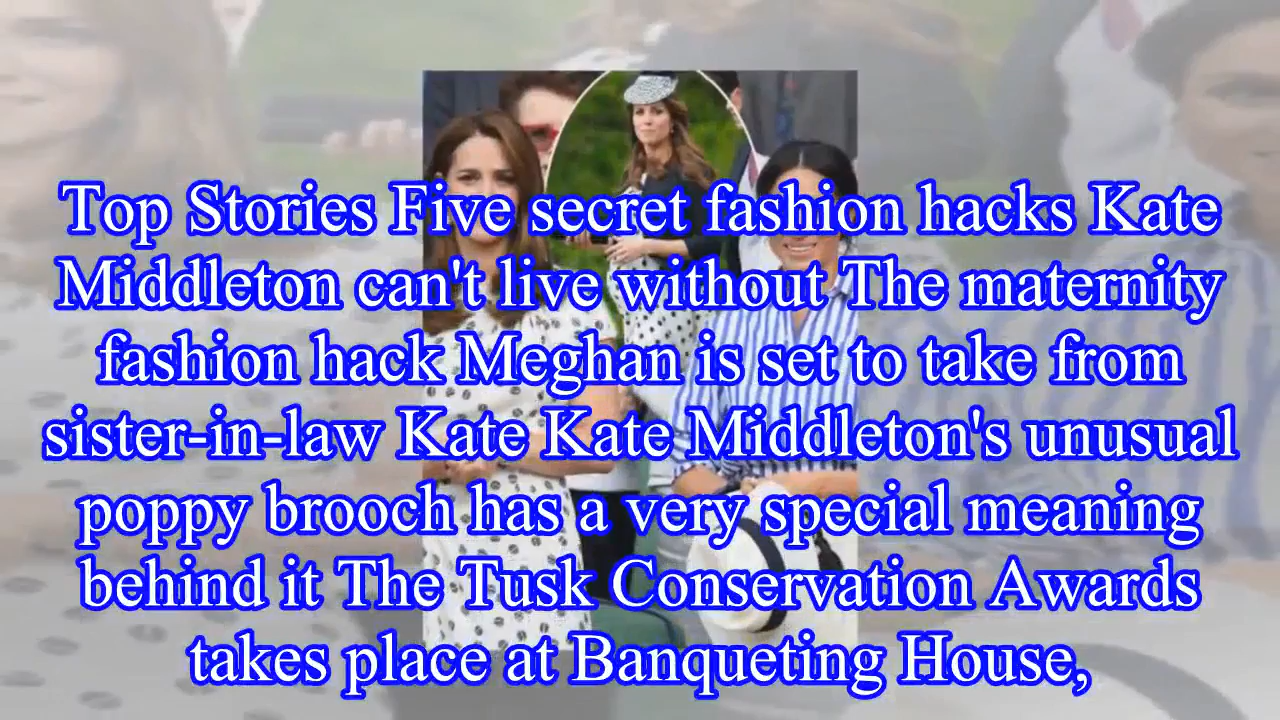 Top Stories Five secret fashion hacks Kate
Middleton can't live without The maternity
fashion hack Meghan is set to take from
sister-in-law Kate Kate Middleton's unusual
poppy brooch has a very special meaning
behind it The Tusk Conservation Awards
takes place at Banqueting House,